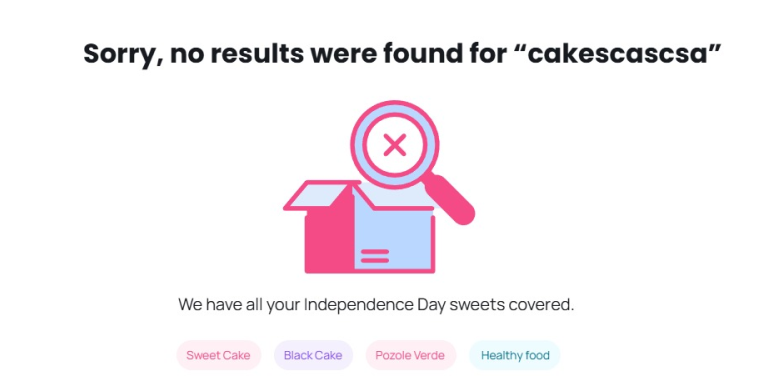 Sorry, no results were found for “cakescascsa”
We have all your Independence Day sweets covered.
Sweet Cake Black Cake Pozole Verde Healthy food